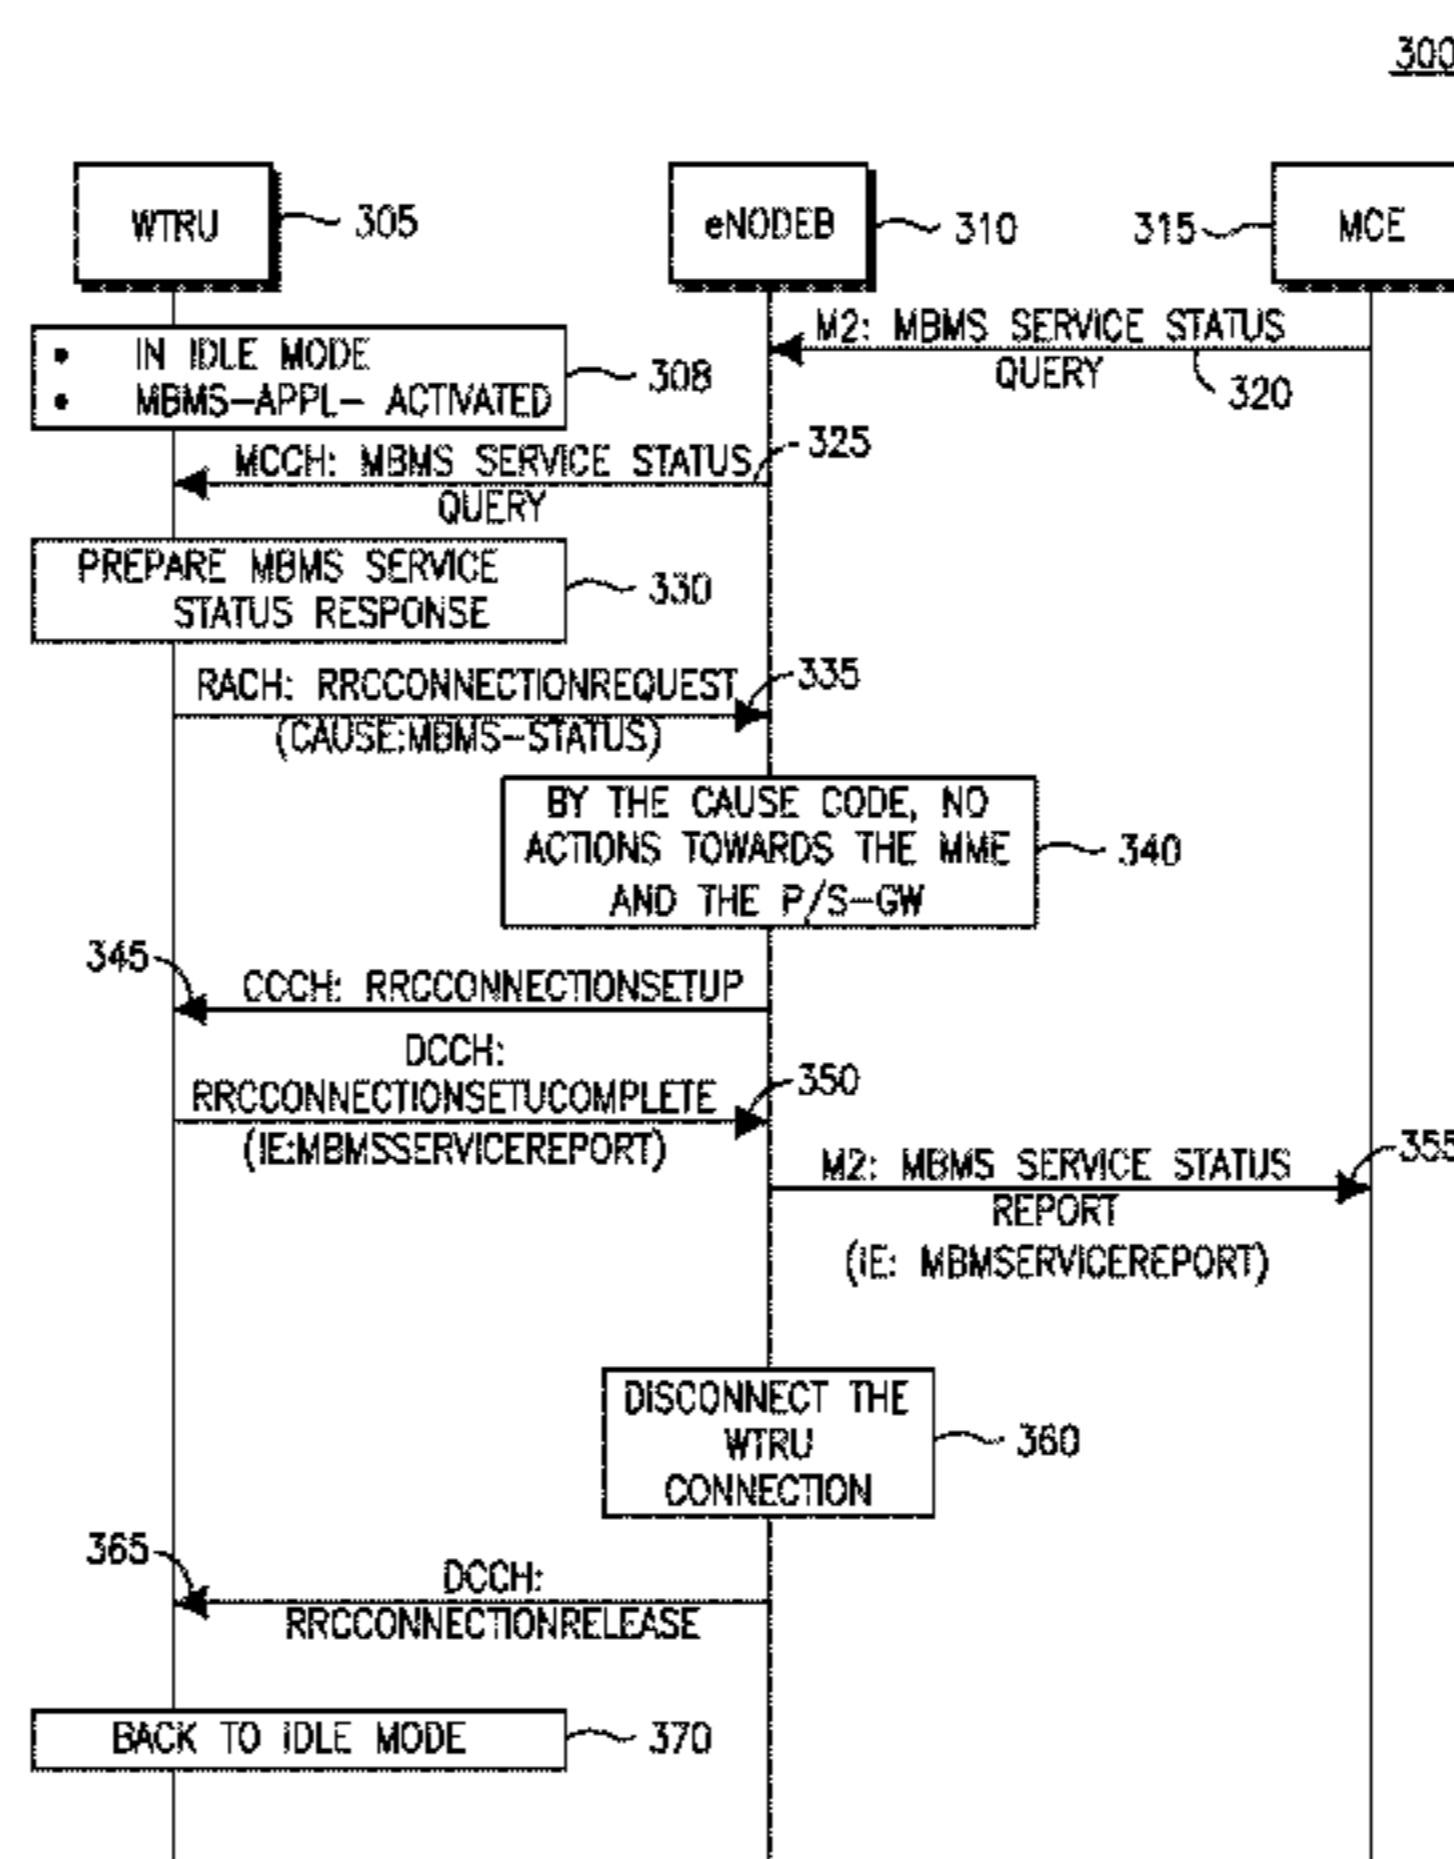 300
WTRU
305
eNODEB
310
315
MCE
M2: MBMS SERVICE STATUS
QUERY
320
• IN IDLE MODE
• MBMS-APPL- ACTIVATED
308
MCCH: MBMS SERVICE STATUS
QUERY
325
PREPARE MBMS SERVICE
STATUS RESPONSE
330
RACH: RRCCONNECTIONREQUEST
(CAUSE:MBMS-STATUS)
335
BY THE CAUSE CODE, NO
ACTIONS TOWARDS THE MME
AND THE P/S-GW
340
345
CCCH: RRCCONNECTIONSETUP
DCCH:
RRCCONNECTIONSETUCOMPLETE
(IE:MBMSSERVICEREPORT)
350
M2: MBMS SERVICE STATUS
REPORT
(IE: MBMSERVICEREPORT)
355
DISCONNECT THE
WTRU
CONNECTION
360
365
DCCH:
RRCCONNECTIONRELEASE
BACK TO IDLE MODE
370